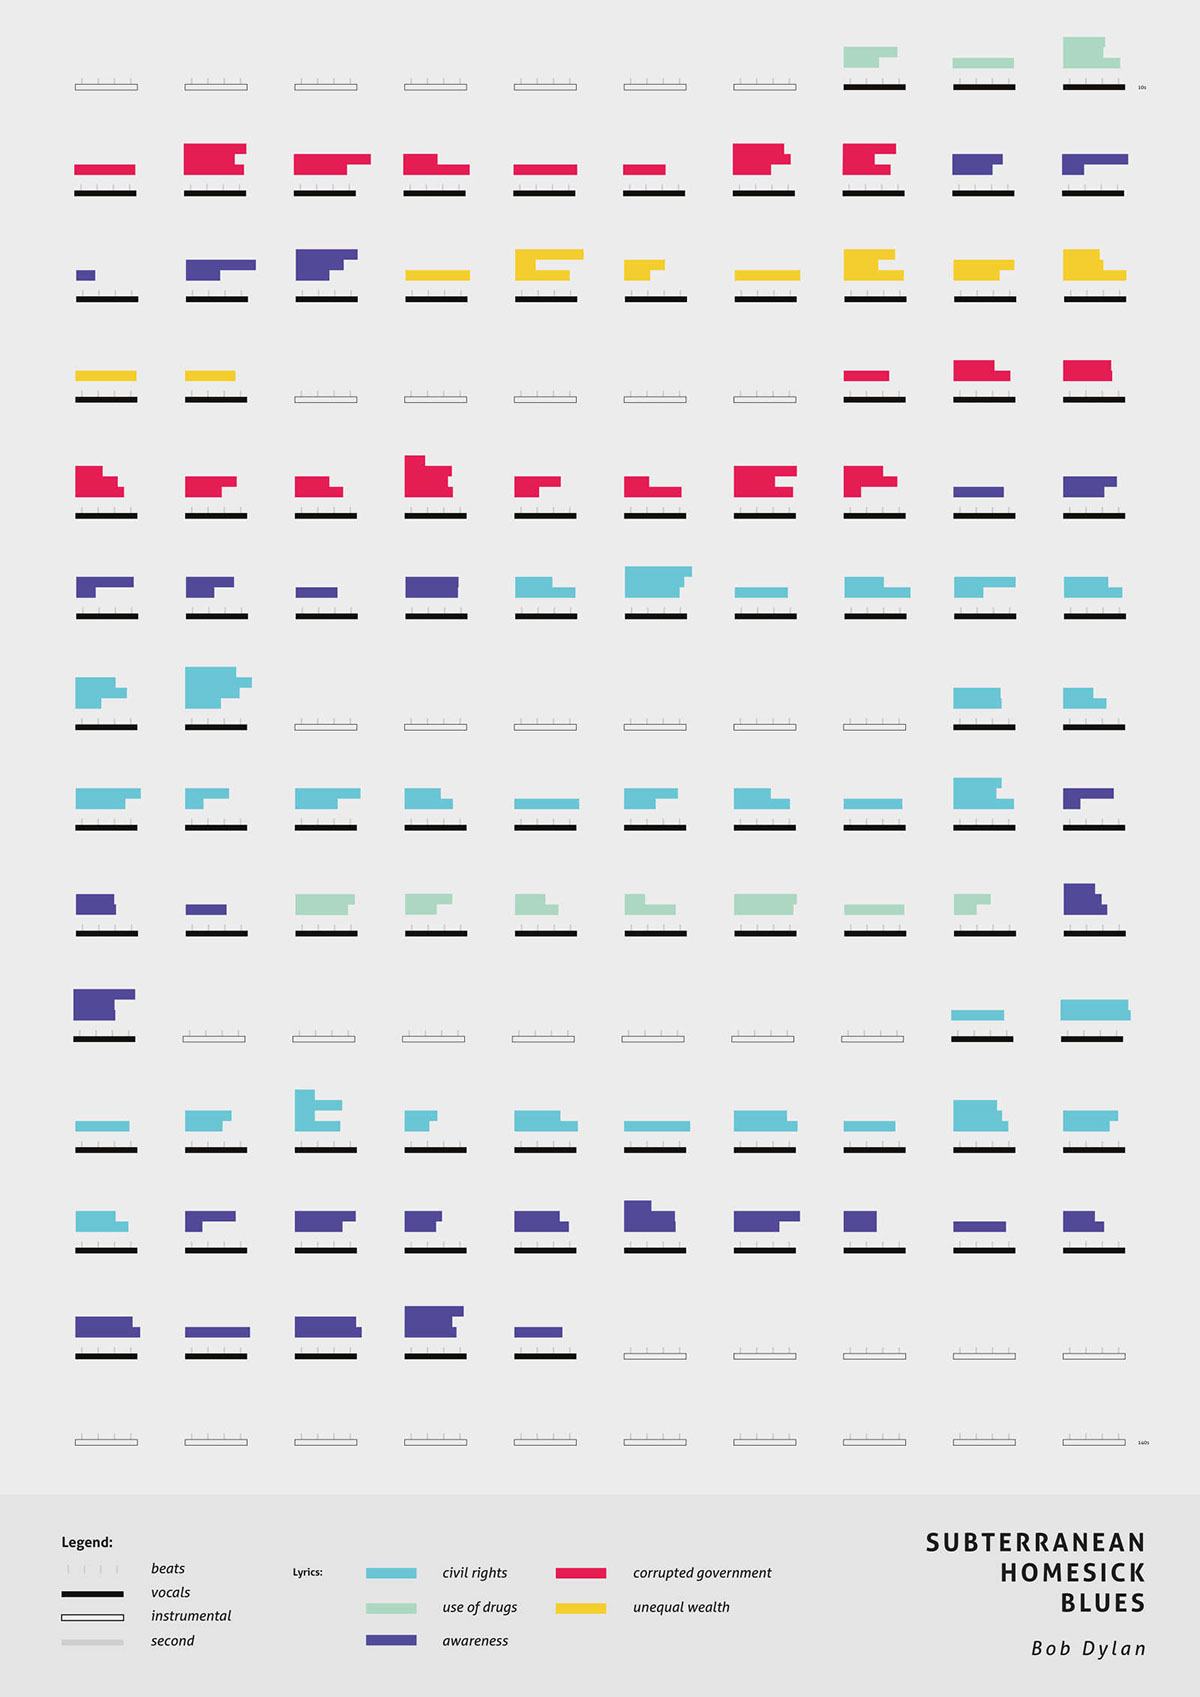 10s
140s
Legend:
beats
vocals
instrumental
second
Lyrics:
civil rights
use of drugs
awareness
corrupted government
unequal wealth
SUBTERRANEAN
HOMESICK
BLUES
Bob Dylan